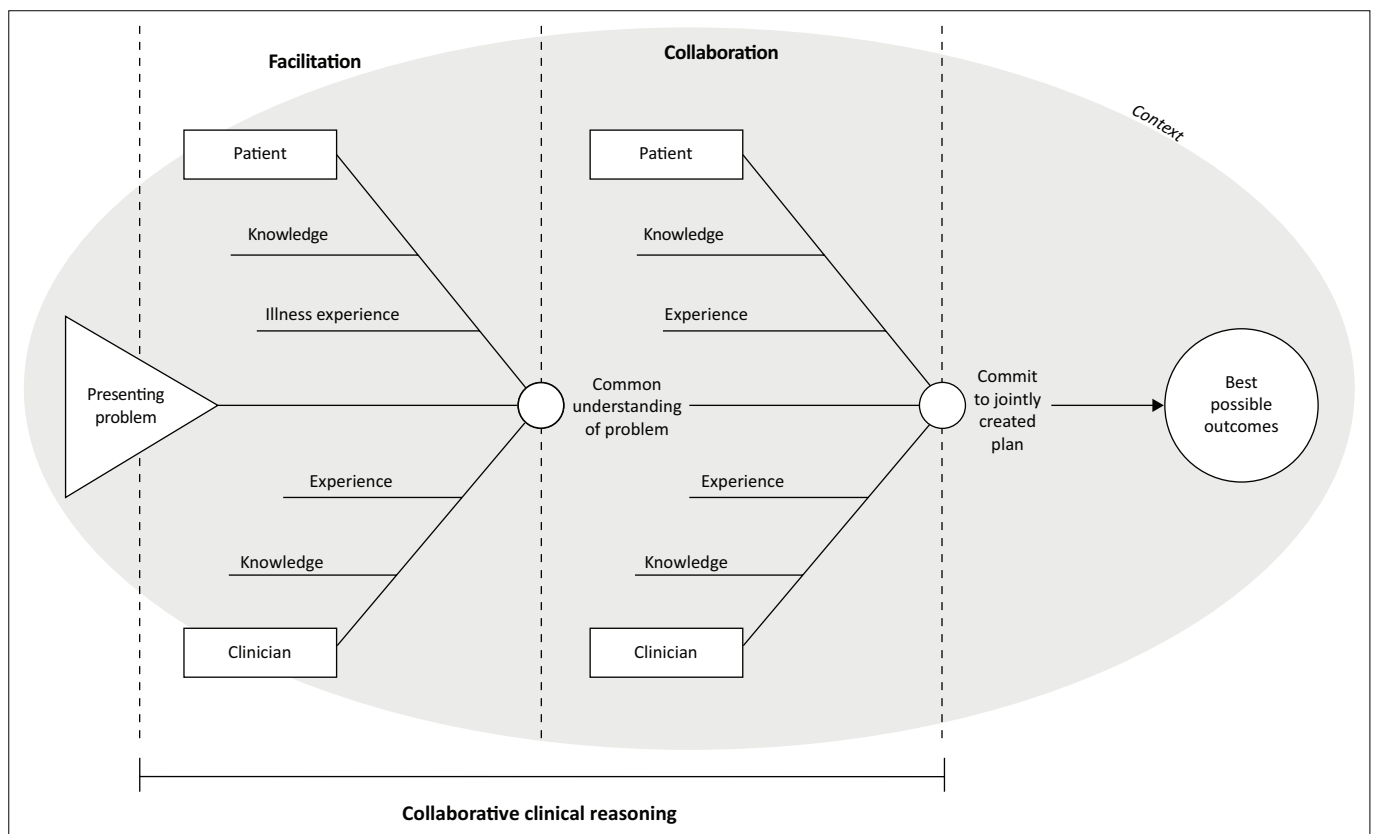 Facilitation
Collaboration
Context
Patient
Patient
Knowledge
Knowledge
Illness experience
Experience
Presenting
problem
Common
understanding
of problem
Commit
to jointly
created
plan
Best
possible
outcomes
Experience
Experience
Knowledge
Knowledge
Clinician
Clinician
Collaborative clinical reasoning